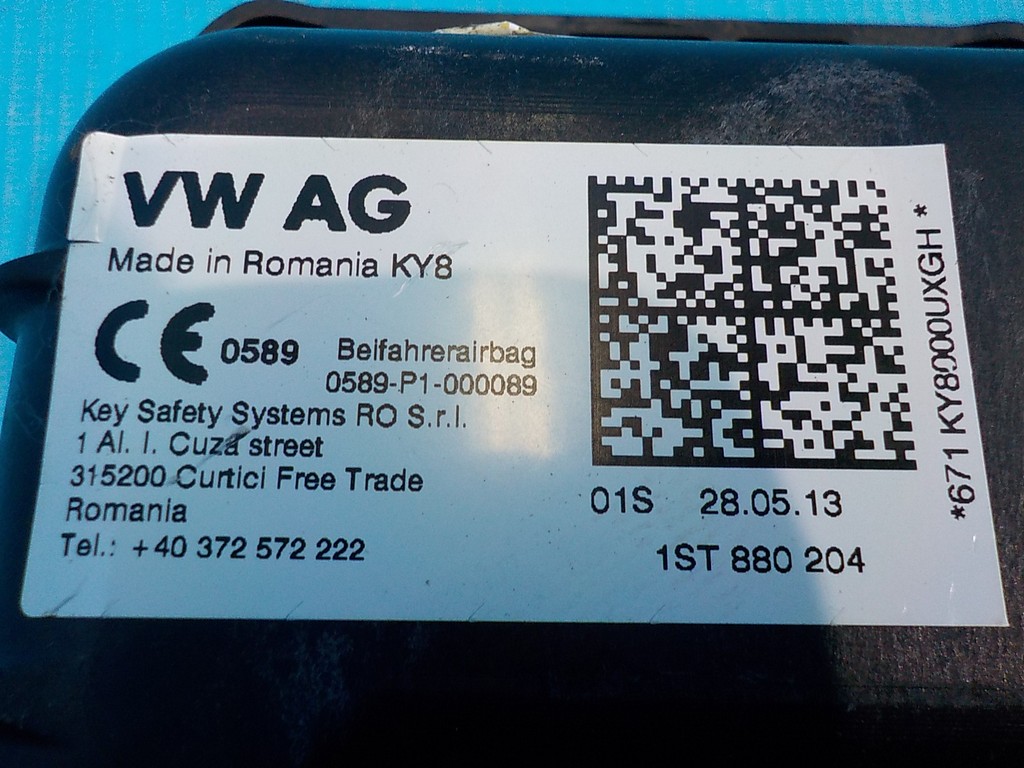 VW AG
Made in Romania KY8
CE 0589 Beifahrerairbag
0589-P1-000089
Key Safety Systems RO S.r.l.
1 Al. I. Cuza street
315200 Curtici Free Trade
Romania
Tel.: +40 372 572 222
01S 28.05.13
1ST 880 204
*671 KY8000UXGH *